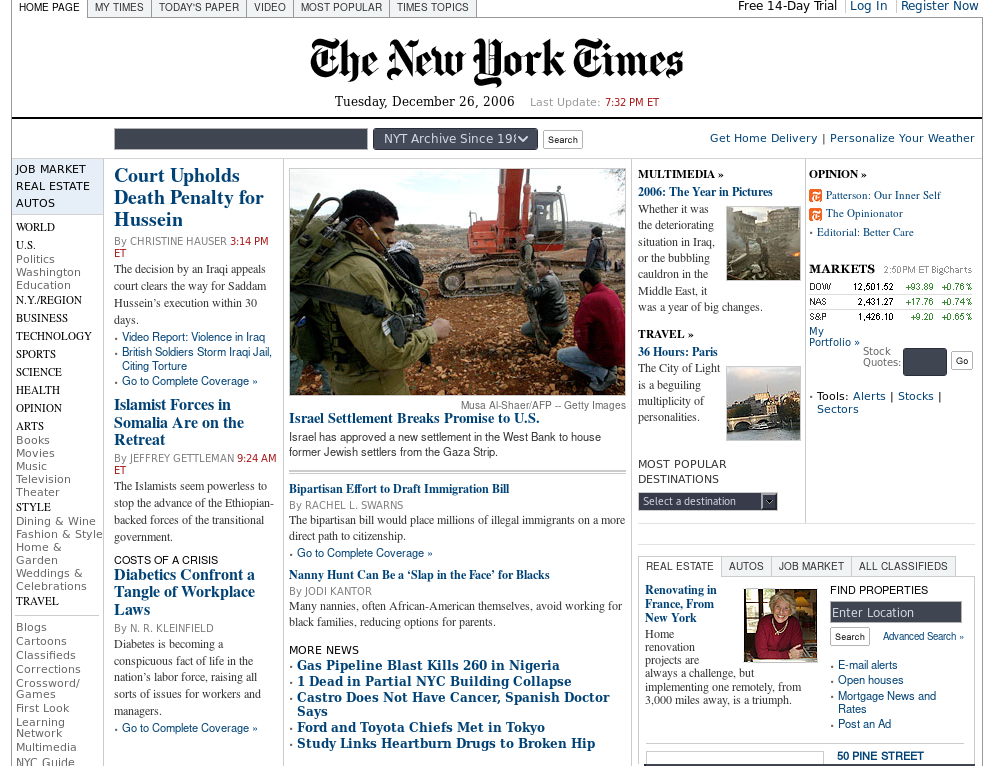 HOME PAGE
MY TIMES
TODAY'S PAPER
VIDEO
MOST POPULAR
TIMES TOPICS
Free 14-Day Trial
Log In
Register Now
The New York Times
Tuesday, December 26, 2006
Last Update: 7:32 PM ET
NYT Archive Since 198
Search
Get Home Delivery | Personalize Your Weather
JOB MARKET
REAL ESTATE
AUTOS
WORLD
U.S.
Politics
Washington
Education
N.Y./REGION
BUSINESS
TECHNOLOGY
SPORTS
SCIENCE
HEALTH
OPINION
ARTS
Books
Movies
Music
Television
Theater
STYLE
Dining & Wine
Fashion & Style
Home &
Garden
Weddings &
Celebrations
TRAVEL
Blogs
Cartoons
Classifieds
Corrections
Crossword/
Games
First Look
Learning
Network
Multimedia
NYC Guide
Court Upholds
Death Penalty for
Hussein
By CHRISTINE HAUSER 3:14 PM
ET
The decision by an Iraqi appeals
court clears the way for Saddam
Hussein's execution within 30
days.
· Video Report: Violence in Iraq
· British Soldiers Storm Iraqi Jail,
Citing Torture
· Go to Complete Coverage »
Islamist Forces in
Somalia Are on the
Retreat
By JEFFREY GETTLEMAN 9:24 AM
ET
The Islamists seem powerless to
stop the advance of the Ethiopian-
backed forces of the transitional
government.
COSTS OF A CRISIS
Diabetics Confront a
Tangle of Workplace
Laws
By N. R. KLEINFIELD
Diabetes is becoming a
conspicuous fact of life in the
nation's labor force, raising all
sorts of issues for workers and
managers.
· Go to Complete Coverage »
Musa Al-Shaer/AFP -- Getty Images
Israel Settlement Breaks Promise to U.S.
Israel has approved a new settlement in the West Bank to house
former Jewish settlers from the Gaza Strip.
Bipartisan Effort to Draft Immigration Bill
By RACHEL L. SWARNS
The bipartisan bill would place millions of illegal immigrants on a more
direct path to citizenship.
· Go to Complete Coverage »
Nanny Hunt Can Be a ‘Slap in the Face’ for Blacks
By JODI KANTOR
Many nannies, often African-American themselves, avoid working for
black families, reducing options for parents.
MORE NEWS
· Gas Pipeline Blast Kills 260 in Nigeria
· 1 Dead in Partial NYC Building Collapse
· Castro Does Not Have Cancer, Spanish Doctor
Says
· Ford and Toyota Chiefs Met in Tokyo
· Study Links Heartburn Drugs to Broken Hip
MULTIMEDIA »
2006: The Year in Pictures
Whether it was
the deteriorating
situation in Iraq,
or the bubbling
cauldron in the
Middle East, it
was a year of big changes.
TRAVEL »
36 Hours: Paris
The City of Light
is a beguiling
multiplicity of
personalities.
MOST POPULAR
DESTINATIONS
Select a destination
OPINION »
Patterson: Our Inner Self
The Opinionator
· Editorial: Better Care
MARKETS 2:50PM ET BigCharts
DOW 12,501.52 +93.89 +0.76%
NAS 2,431.27 +17.76 +0.74%
S&P 1,426.10 +9.20 +0.65%
My
Portfolio »
Stock
Quotes:
Go
· Tools: Alerts | Stocks |
Sectors
REAL ESTATE
AUTOS
JOB MARKET
ALL CLASSIFIEDS
Renovating in
France, From
New York
Home
renovation
projects are
always a challenge, but
implementing one remotely, from
3,000 miles away, is a triumph.
FIND PROPERTIES
Enter Location
Search
Advanced Search »
· E-mail alerts
· Open houses
· Mortgage News and
Rates
· Post an Ad
50 PINE STREET